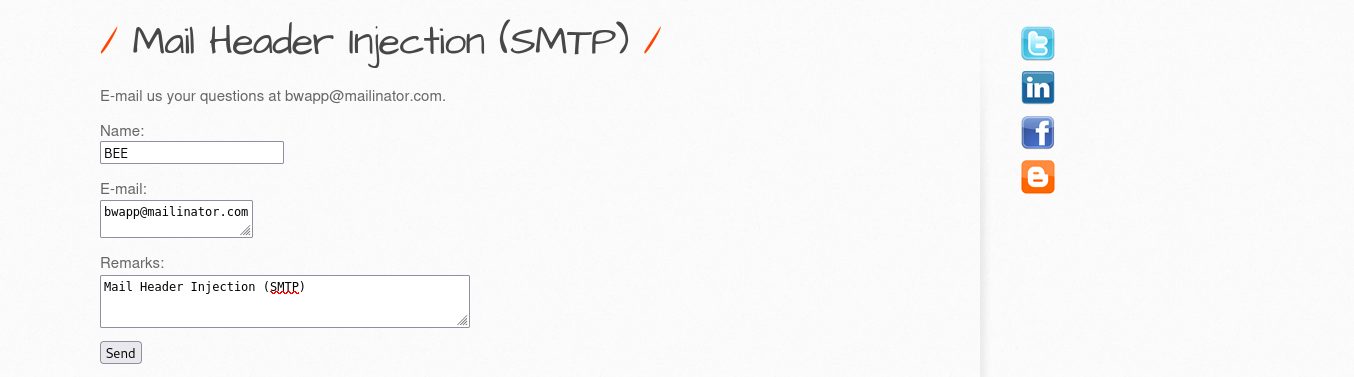 / Mail Header Injection (SMTP) /
E-mail us your questions at bwapp@mailinator.com.
Name:
BEE
E-mail:
bwapp@mailinator.com
Remarks:
Mail Header Injection (SMTP)
Send